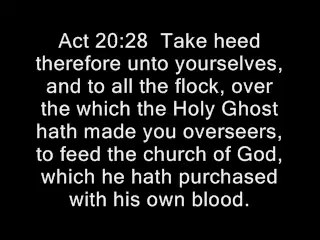 Act 20:28  Take heed
therefore unto yourselves,
and to all the flock, over
the which the Holy Ghost
hath made you overseers,
to feed the church of God,
which he hath purchased
with his own blood.